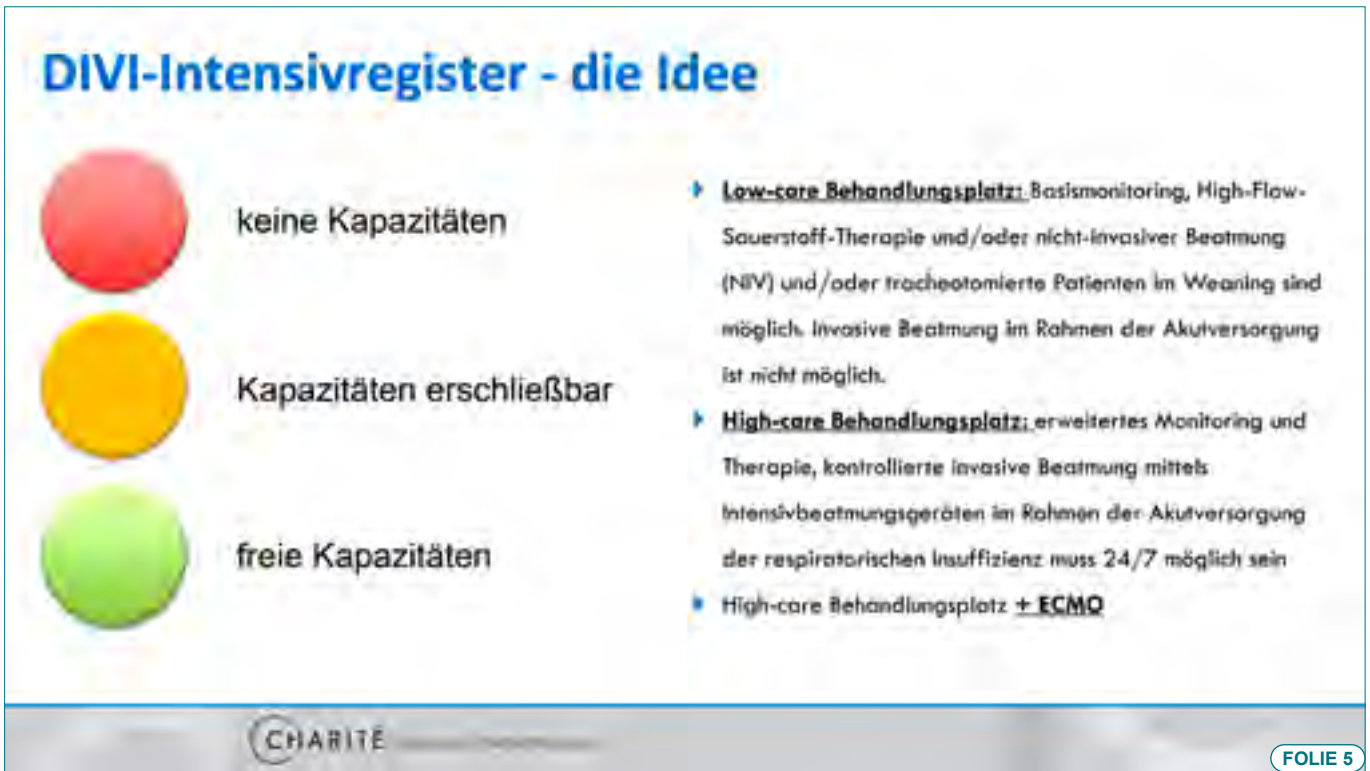 DIVI-Intensivregister - die Idee
keine Kapazitäten
Kapazitäten erschließbar
freie Kapazitäten
Low-care Behandlungsplatz: Basismonitoring, High-Flow-
Sauerstoff-Therapie und/oder nicht-invasiver Beatmung
(NIV) und/oder tracheotomierte Patienten im Weaning sind
möglich. Invasive Beatmung im Rahmen der Akutversorgung
ist nicht möglich.
High-care Behandlungsplatz: erweitertes Monitoring und
Therapie, kontrollierte invasive Beatmung mittels
Intensivbeatmungsgeräten im Rahmen der Akutversorgung
der respiratorischen Insuffizienz muss 24/7 möglich sein
High-care Behandlungsplatz + ECMO
CHARITÉ
FOLIE 5